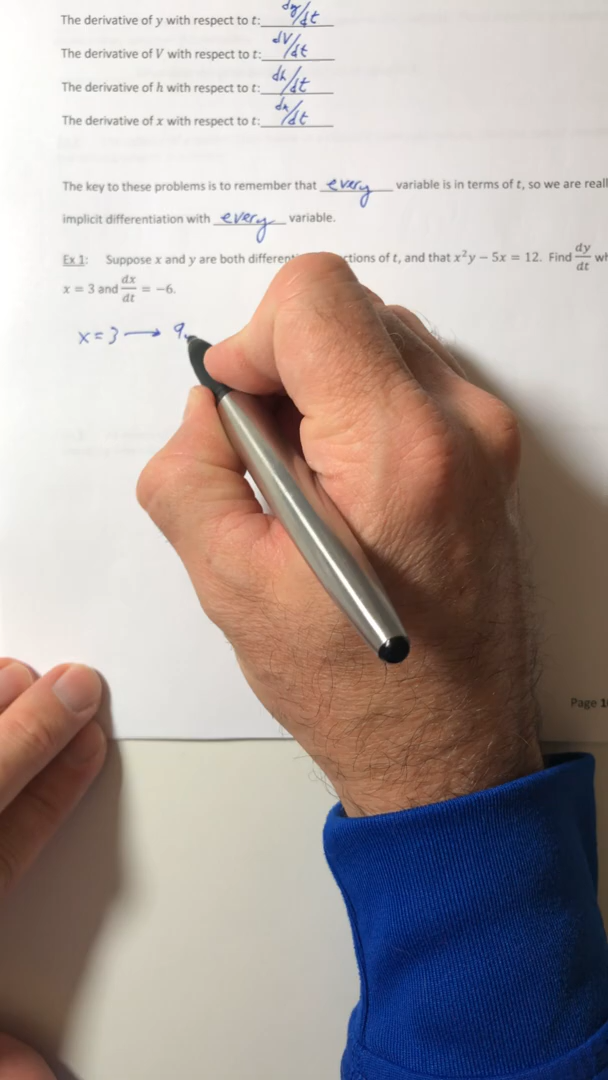 The derivative of y with respect to t: dy/dt
The derivative of V with respect to t: dV/dt
The derivative of h with respect to t: dh/dt
The derivative of x with respect to t: dx/dt
The key to these problems is to remember that every variable is in terms of t, so we are reall
implicit differentiation with every variable.
Ex 1: Suppose x and y are both ctions of t, and that x²y − 5x = 12. Find dy/dt wh
x = 3 and dx/dt = −6.
x = 3 → 9
Page